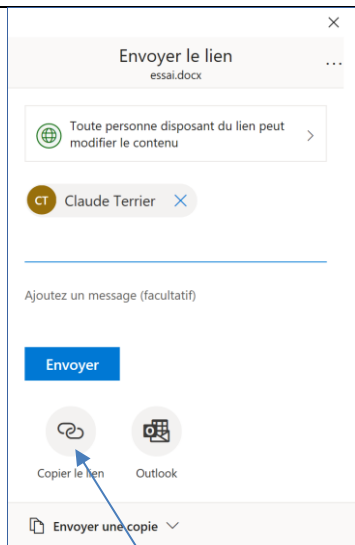 Envoyer le lien
essai.docx
Toute personne disposant du lien peut
modifier le contenu
CT Claude Terrier
Ajoutez un message (facultatif)
Envoyer
Copier le lien Outlook
Envoyer une copie